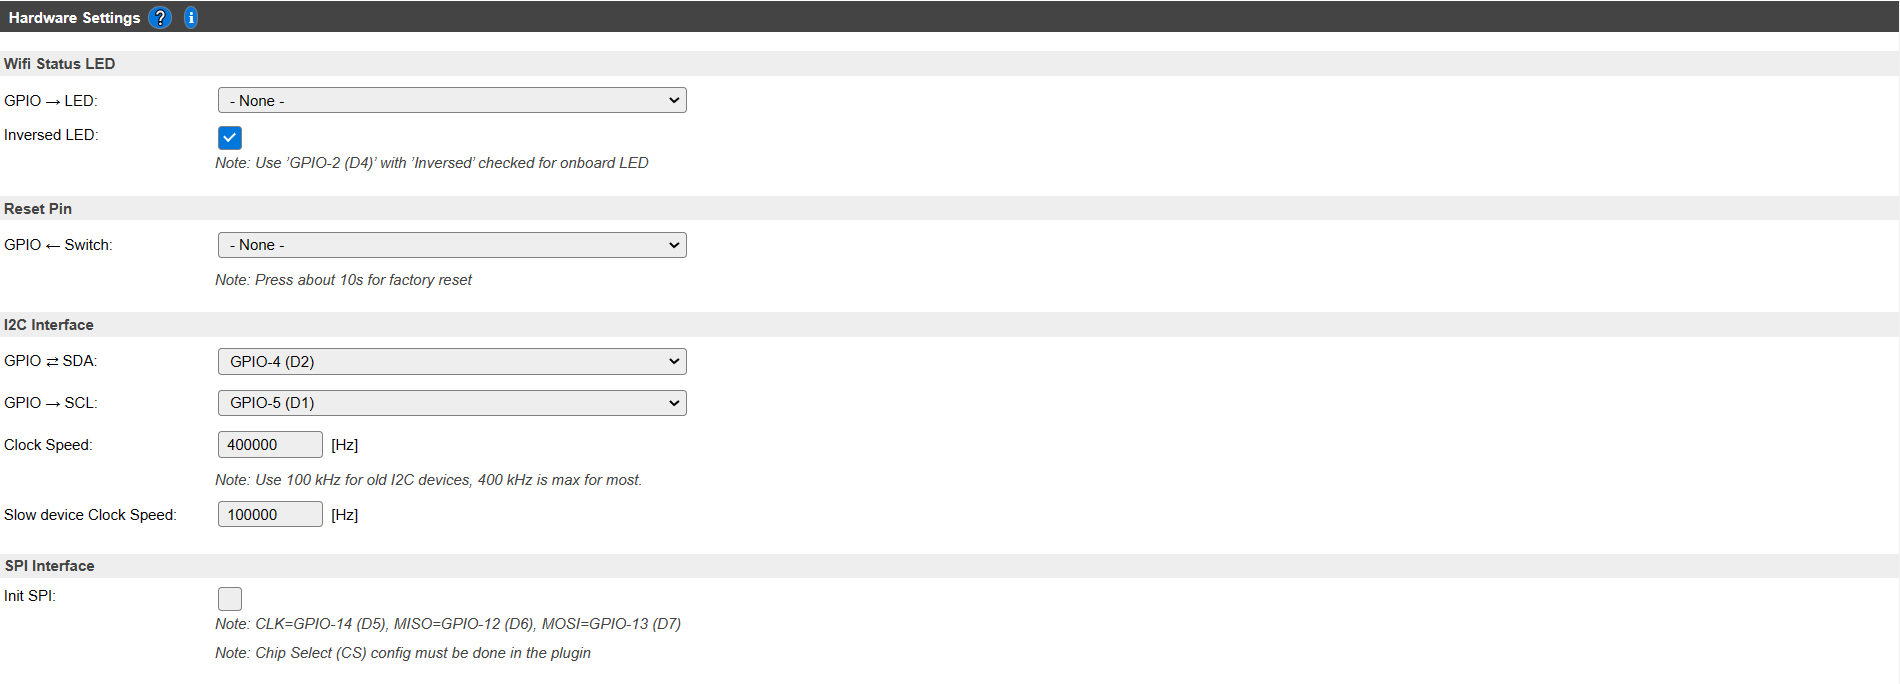 Hardware Settings ? i
Wifi Status LED
GPIO → LED: - None -
Inversed LED:
Note: Use ’GPIO-2 (D4)’ with ’Inversed’ checked for onboard LED
Reset Pin
GPIO ← Switch: - None -
Note: Press about 10s for factory reset
I2C Interface
GPIO ⇄ SDA: GPIO-4 (D2)
GPIO → SCL: GPIO-5 (D1)
Clock Speed: 400000 [Hz]
Note: Use 100 kHz for old I2C devices, 400 kHz is max for most.
Slow device Clock Speed: 100000 [Hz]
SPI Interface
Init SPI:
Note: CLK=GPIO-14 (D5), MISO=GPIO-12 (D6), MOSI=GPIO-13 (D7)
Note: Chip Select (CS) config must be done in the plugin